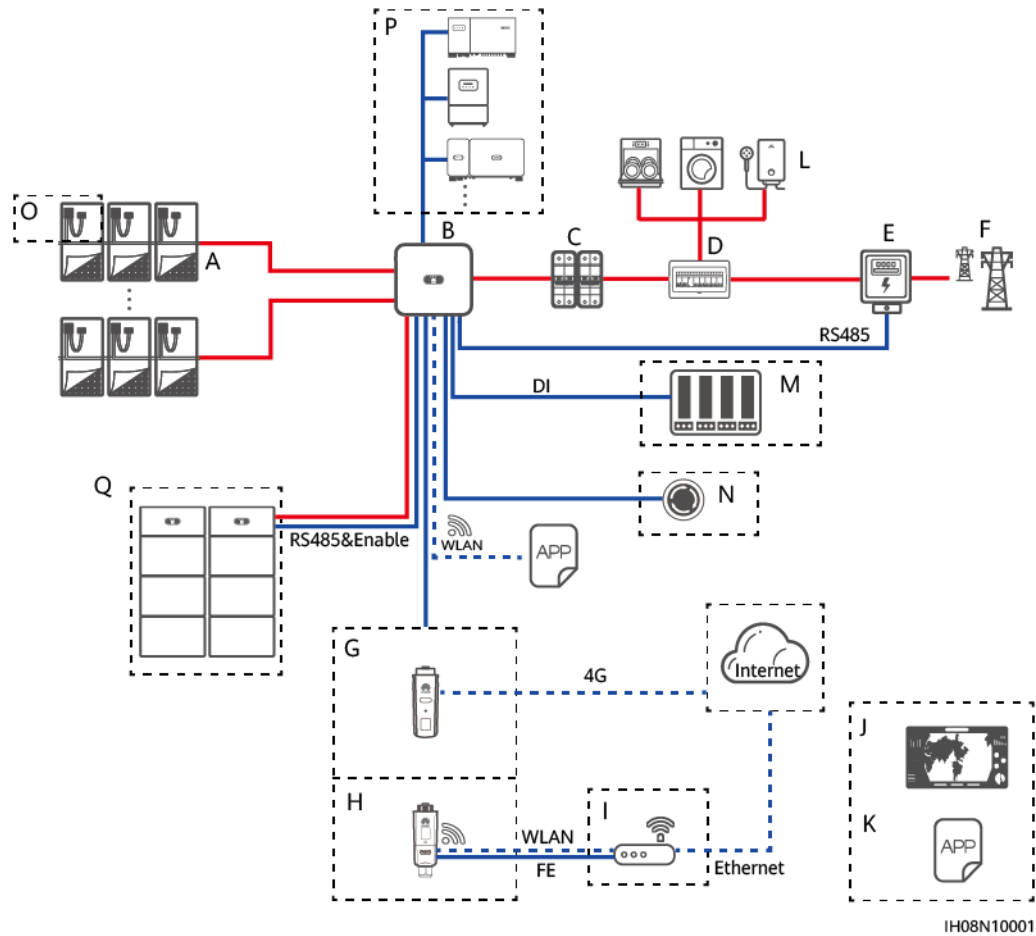 P
L
O
A
B
C
D
E
F
RS485
DI
M
Q
N
RS485&Enable
WLAN
APP
G
4G
Internet
J
H
I
WLAN
FE
Ethernet
K
APP
IH08N10001